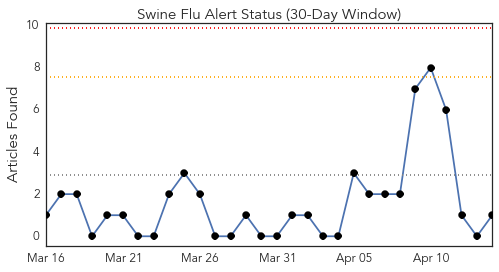 Swine Flu Alert Status (30-Day Window)
Articles Found
10
8
6
4
2
0
Mar 16 Mar 21 Mar 26 Mar 31 Apr 05 Apr 10